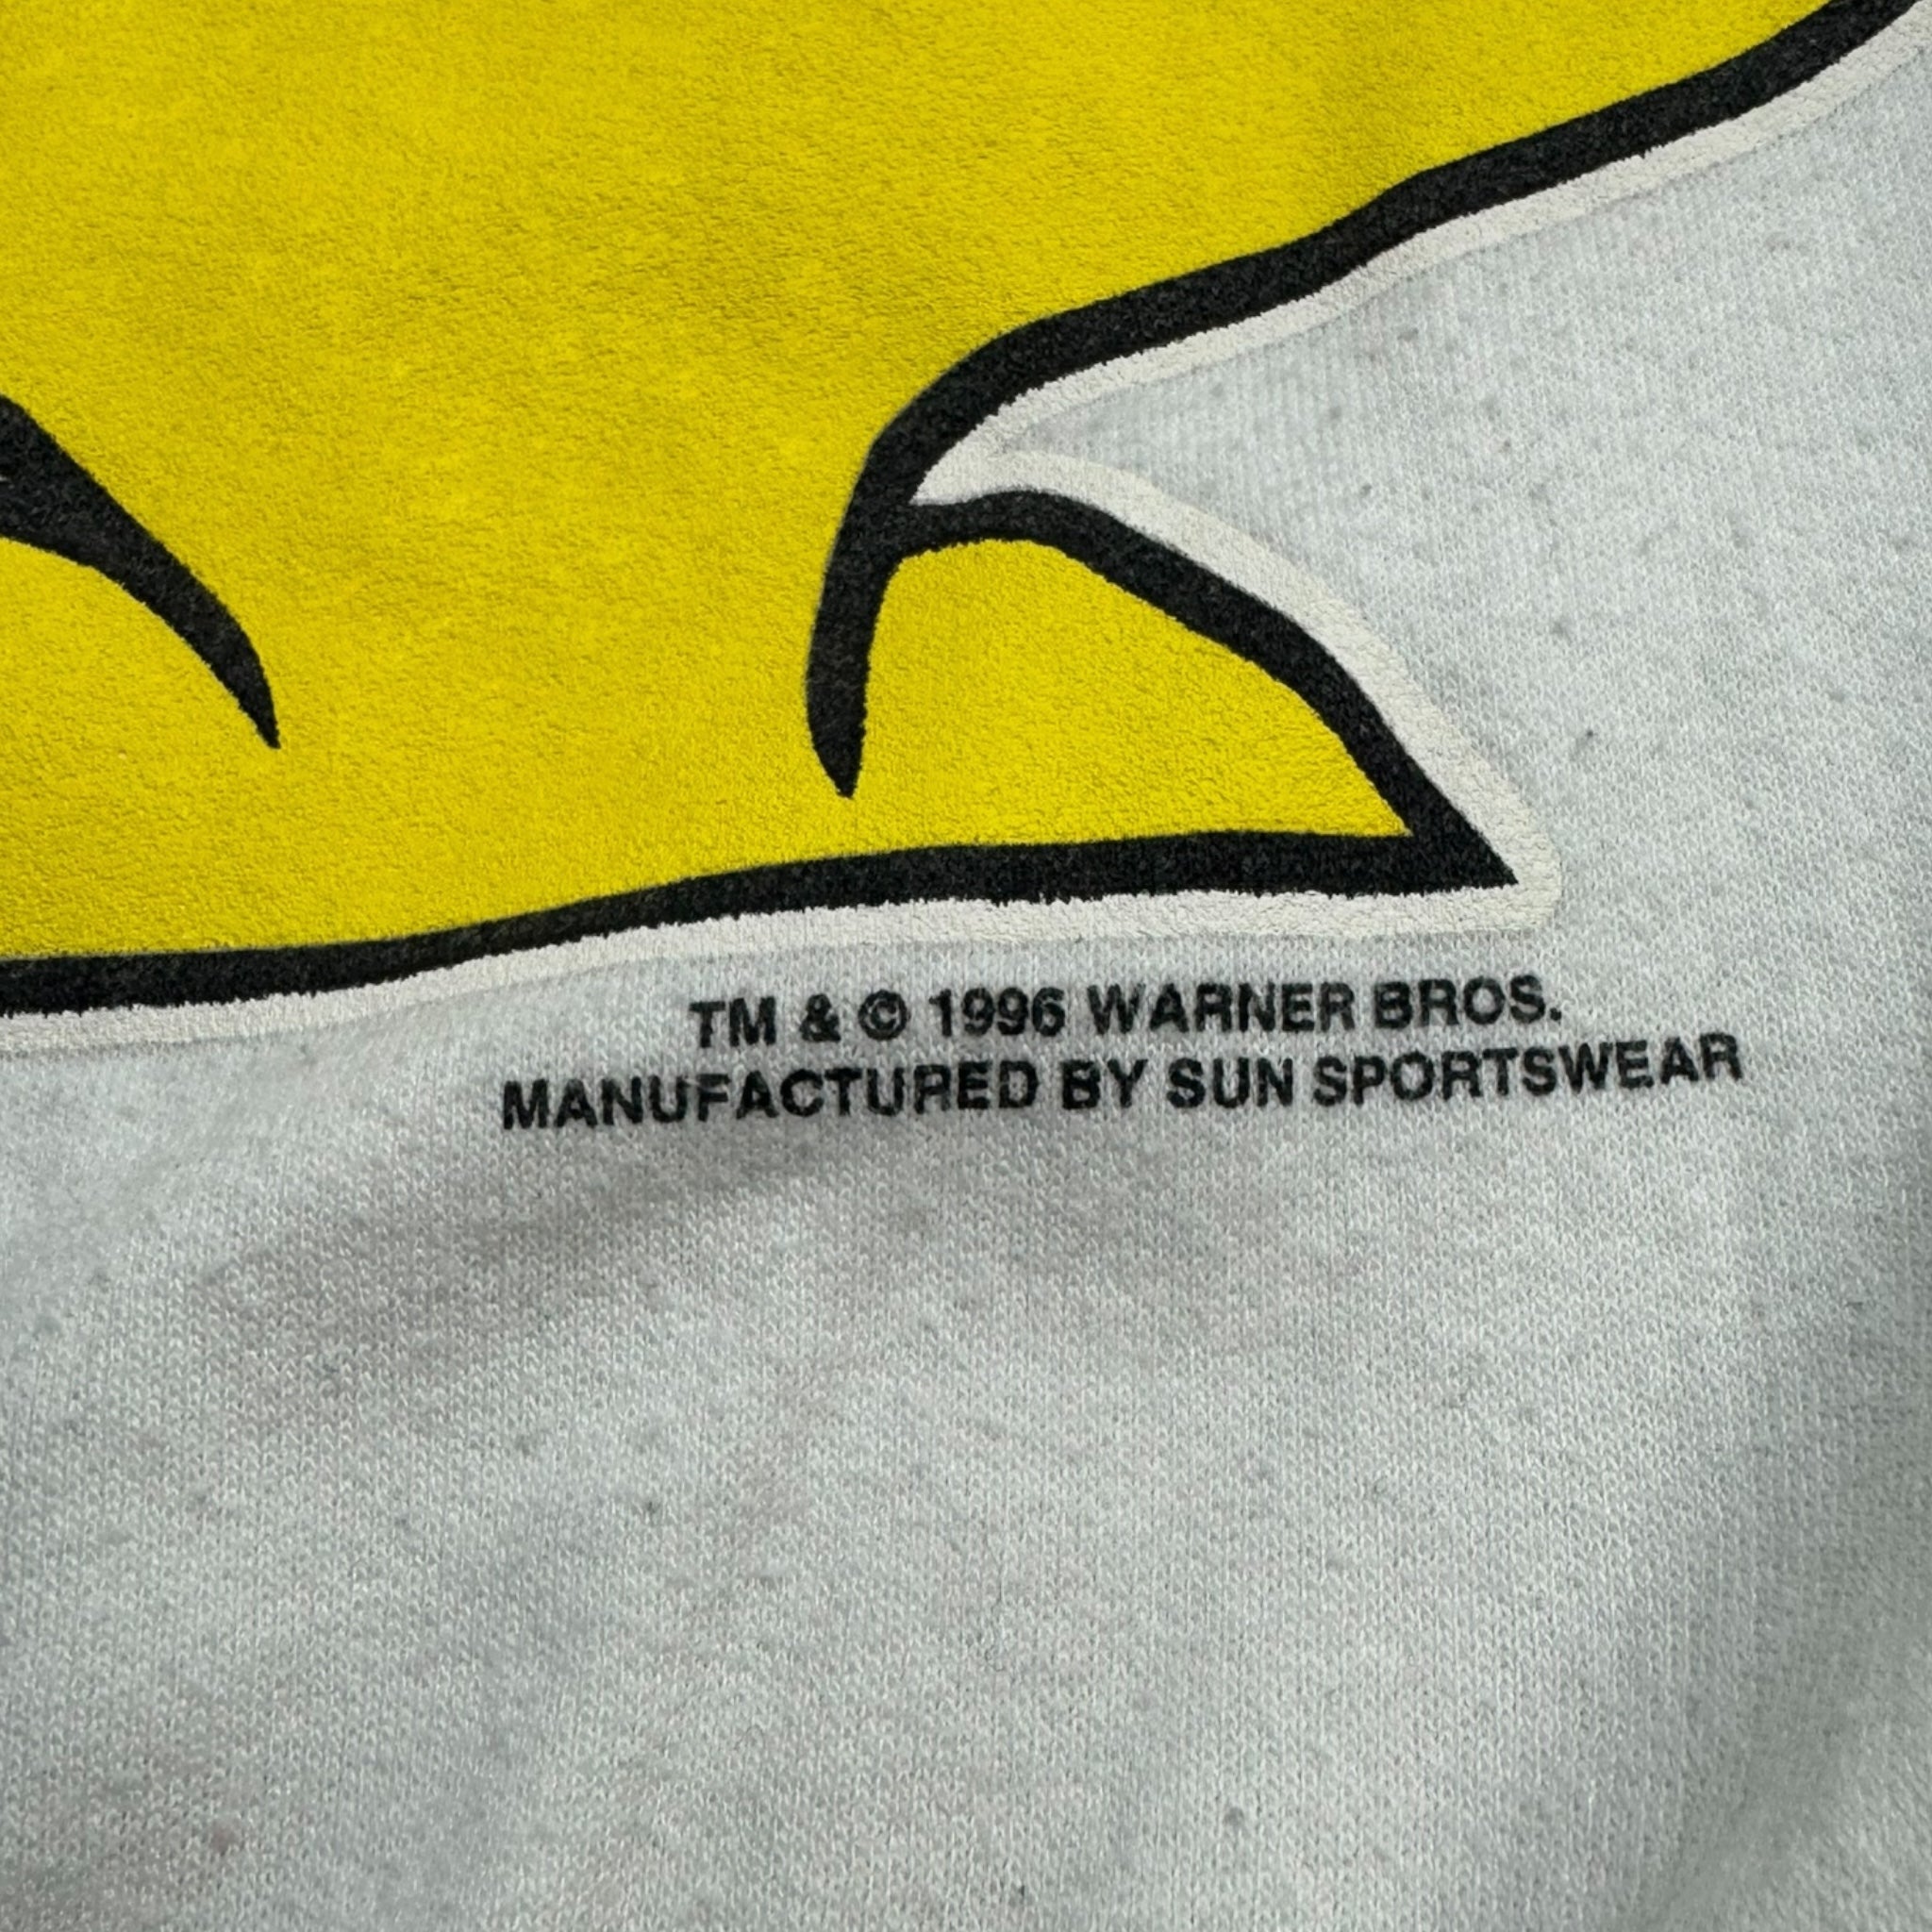 TM & © 1996 WARNER BROS.
MANUFACTURED BY SUN SPORTSWEAR